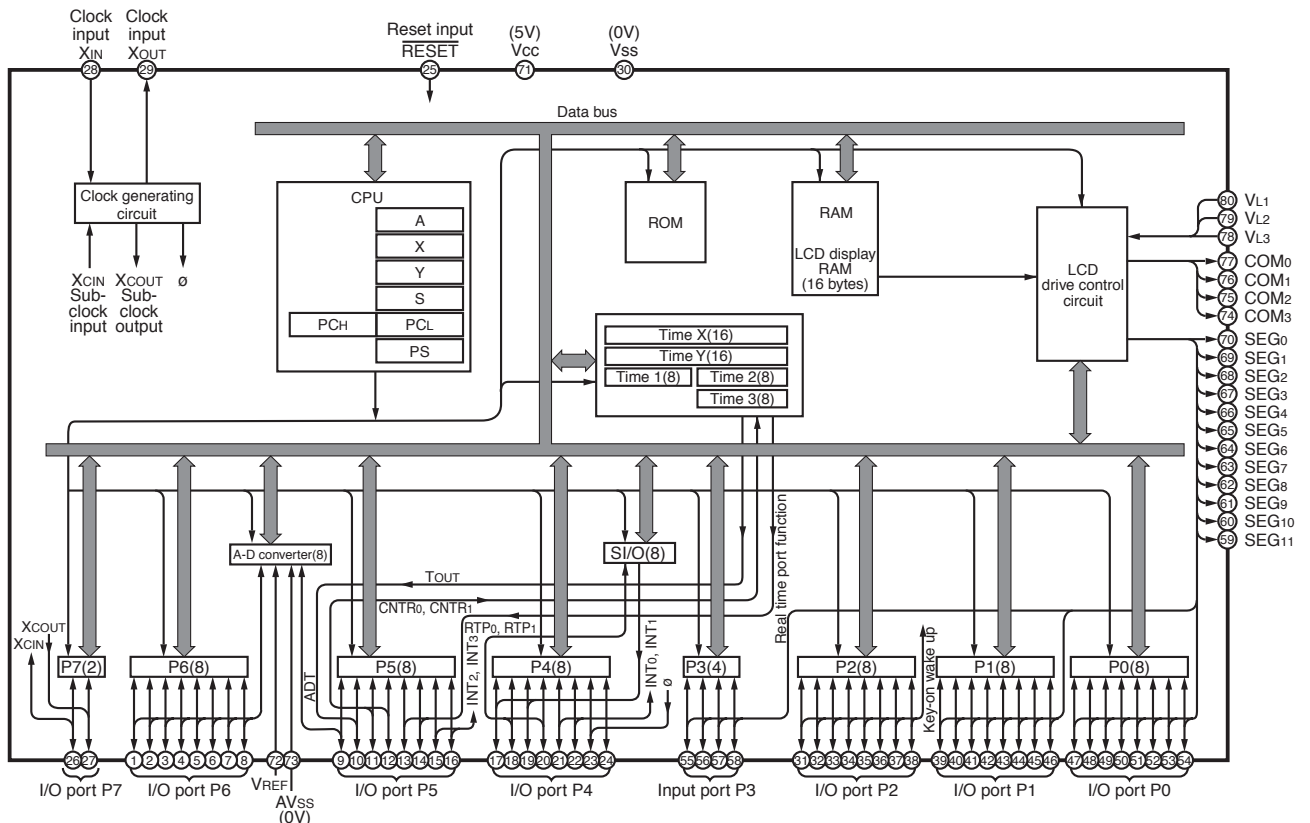 Clock input XIN
Clock input XOUT
Reset input RESET
(5V) VCC
(0V) VSS
28
29
25
71
30
Data bus
Clock generating circuit
XCIN Sub-clock input
XCOUT Sub-clock output
ø
CPU
A
X
Y
S
PCH
PCL
PS
ROM
RAM
LCD display RAM (16 bytes)
LCD drive control circuit
Time X(16)
Time Y(16)
Time 1(8)
Time 2(8)
Time 3(8)
80 VL1
79 VL2
78 VL3
77 COM0
76 COM1
75 COM2
74 COM3
70 SEG0
69 SEG1
68 SEG2
67 SEG3
66 SEG4
65 SEG5
64 SEG6
63 SEG7
62 SEG8
61 SEG9
60 SEG10
59 SEG11
A-D converter(8)
SI/O(8)
TOUT
CNTR0, CNTR1
RTP0, RTP1
Real time port function
XCOUT
XCIN
ADT
INT2, INT3
INT0, INT1
ø
Key-on wake up
P7(2)
P6(8)
P5(8)
P4(8)
P3(4)
P2(8)
P1(8)
P0(8)
26 27
1 2 3 4 5 6 7 8
72 73
9 10 11 12 13 14 15 16
17 18 19 20 21 22 23 24
55 56 57 58
31 32 33 34 35 36 37 38
39 40 41 42 43 44 45 46
47 48 49 50 51 52 53 54
I/O port P7
I/O port P6
VREF
AVSS (0V)
I/O port P5
I/O port P4
Input port P3
I/O port P2
I/O port P1
I/O port P0